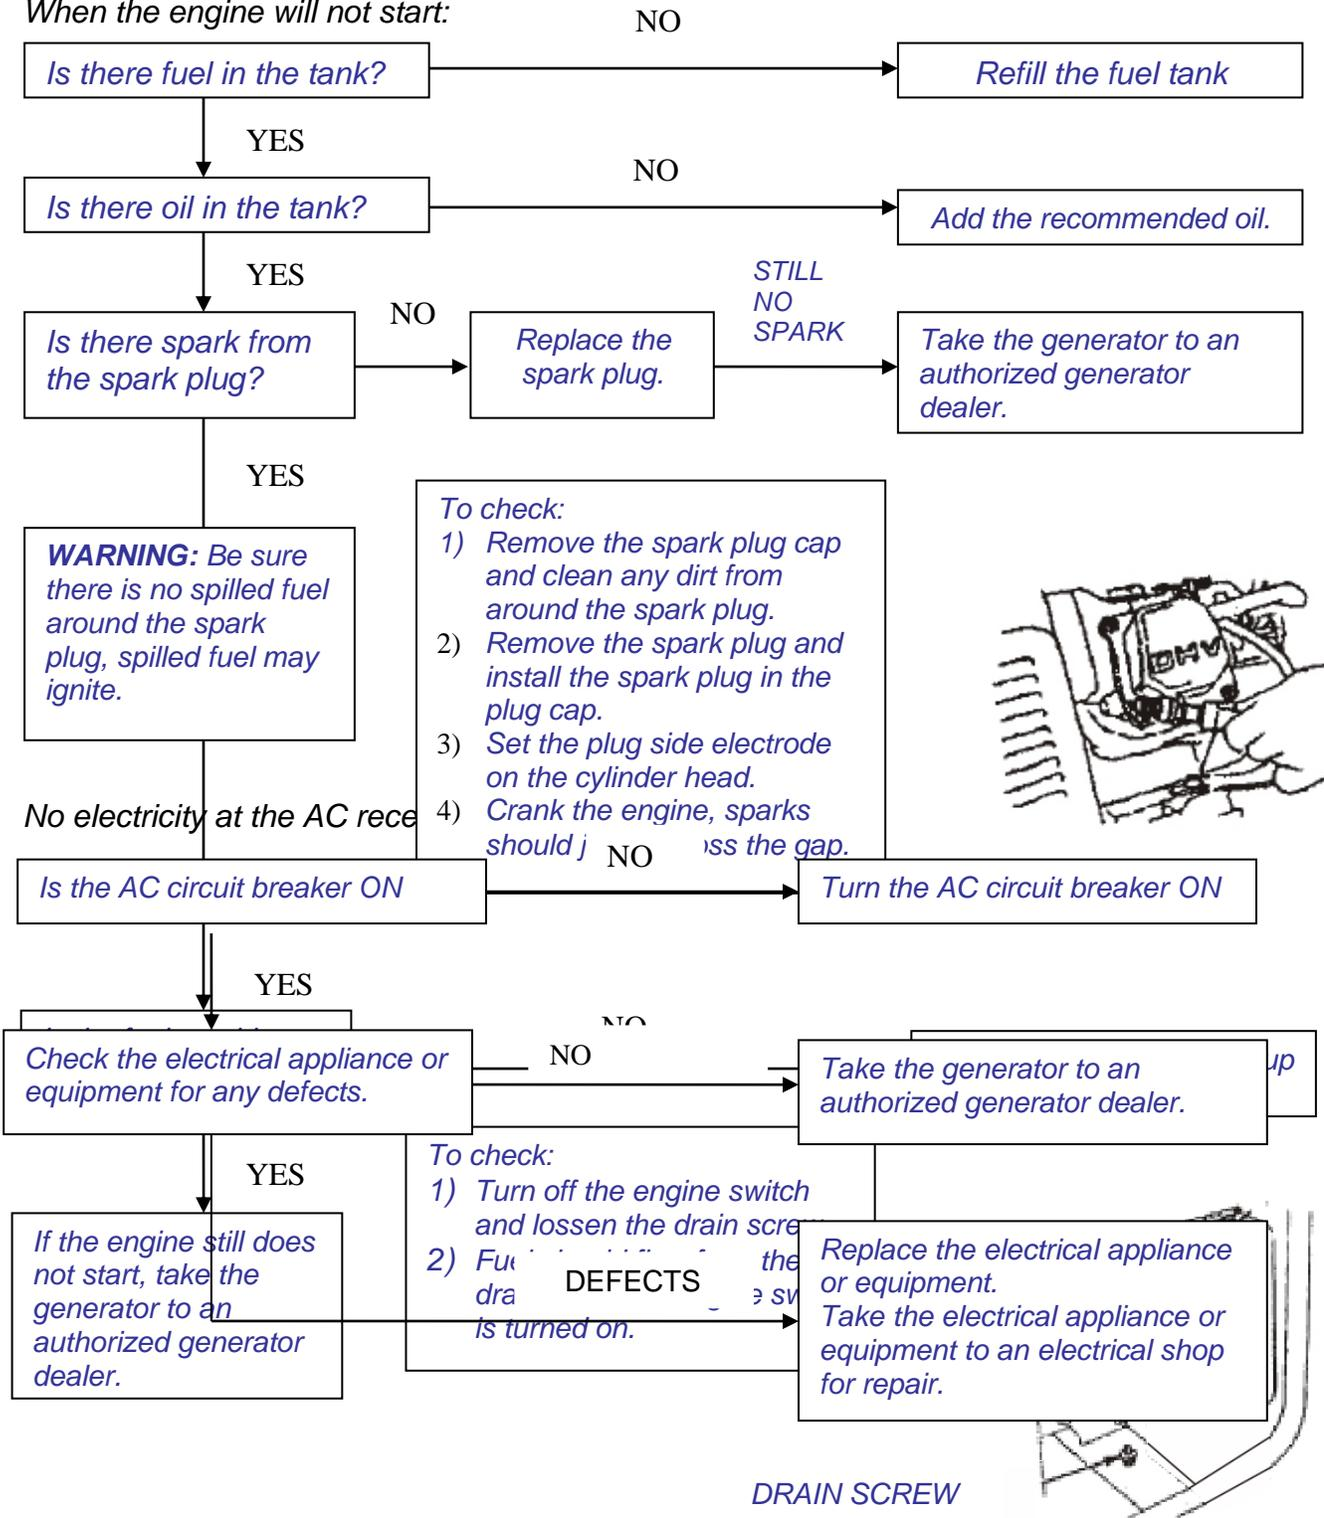 When the engine will not start:
NO
Is there fuel in the tank?
Refill the fuel tank
YES
NO
Is there oil in the tank?
Add the recommended oil.
YES
NO
STILL
NO
SPARK
Is there spark from
the spark plug?
Replace the
spark plug.
Take the generator to an
authorized generator
dealer.
YES
WARNING: Be sure
there is no spilled fuel
around the spark
plug, spilled fuel may
ignite.
To check:
1) Remove the spark plug cap
and clean any dirt from
around the spark plug.
2) Remove the spark plug and
install the spark plug in the
plug cap.
3) Set the plug side electrode
on the cylinder head.
4) Crank the engine, sparks
should the gap.
OHV
No electricity at the AC
NO
Is the AC circuit breaker ON
Turn the AC circuit breaker ON
YES
NO
NO
Check the electrical appliance or
equipment for any defects.
Take the generator to an
authorized generator dealer.
up
YES
To check:
1) Turn off the engine switch
and lossen the drain
2) the
is turned on.
DEFECTS
If the engine still does
not start, take the
generator to an
authorized generator
dealer.
Replace the electrical appliance
or equipment.
Take the electrical appliance or
equipment to an electrical shop
for repair.
DRAIN SCREW